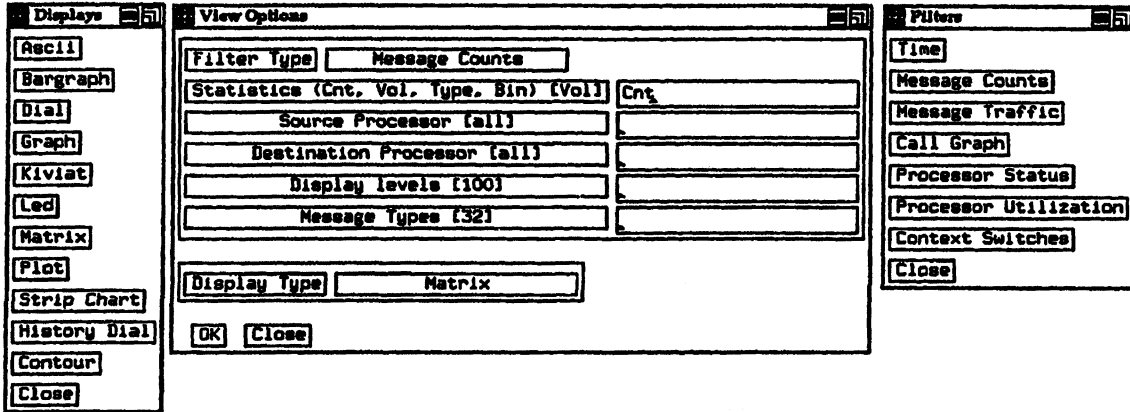 Displays
Ascii
Bargraph
Dial
Graph
Kiviat
Led
Matrix
Plot
Strip Chart
History Dial
Contour
Close
View Options
Filter Type Message Counts
Statistics (Cnt, Vol, Type, Bin) [Vol] Cnt
Source Processor [all]
Destination Processor [all]
Display levels [100]
Message Types [32]
Display Type Matrix
OK Close
Filters
Time
Message Counts
Message Traffic
Call Graph
Processor Status
Processor Utilization
Context Switches
Close